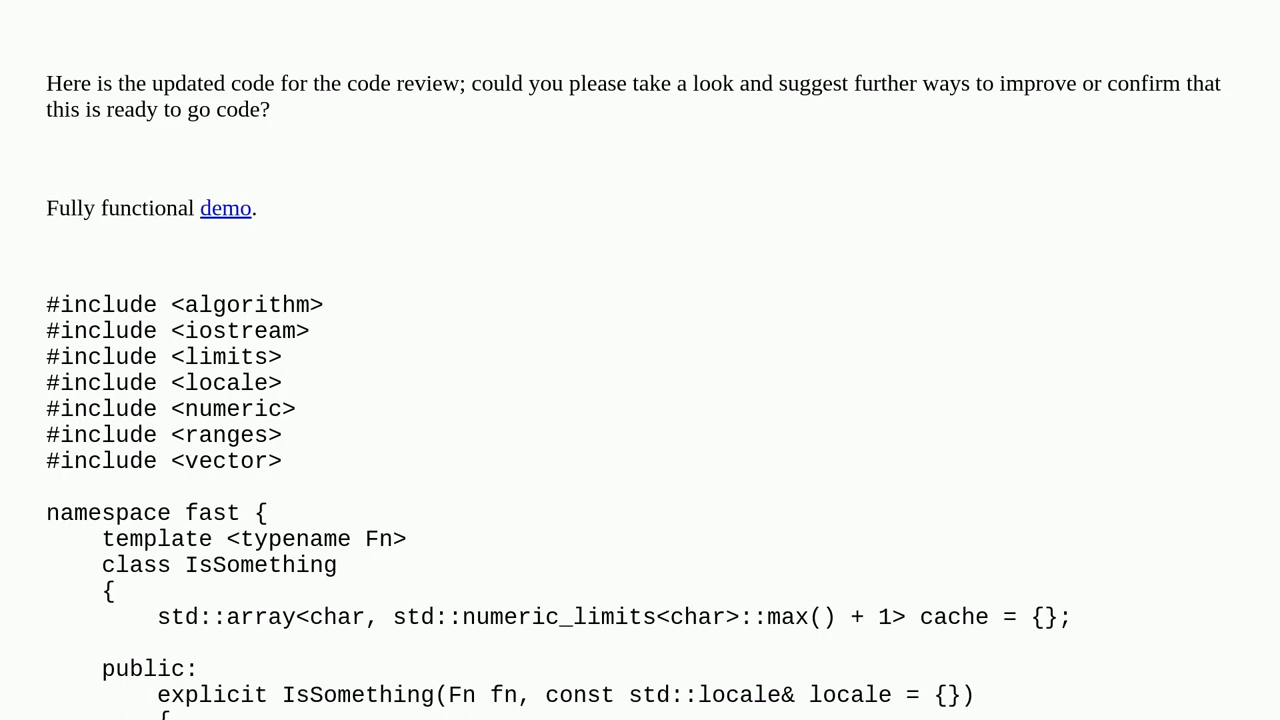 Here is the updated code for the code review; could you please take a look and suggest further ways to improve or confirm that
this is ready to go code?
Fully functional demo.
#include <algorithm>
#include <iostream>
#include <limits>
#include <locale>
#include <numeric>
#include <ranges>
#include <vector>
namespace fast {
    template <typename Fn>
    class IsSomething
    {
        std::array<char, std::numeric_limits<char>::max() + 1> cache = {};
    public:
        explicit IsSomething(Fn fn, const std::locale& locale = {})
        {